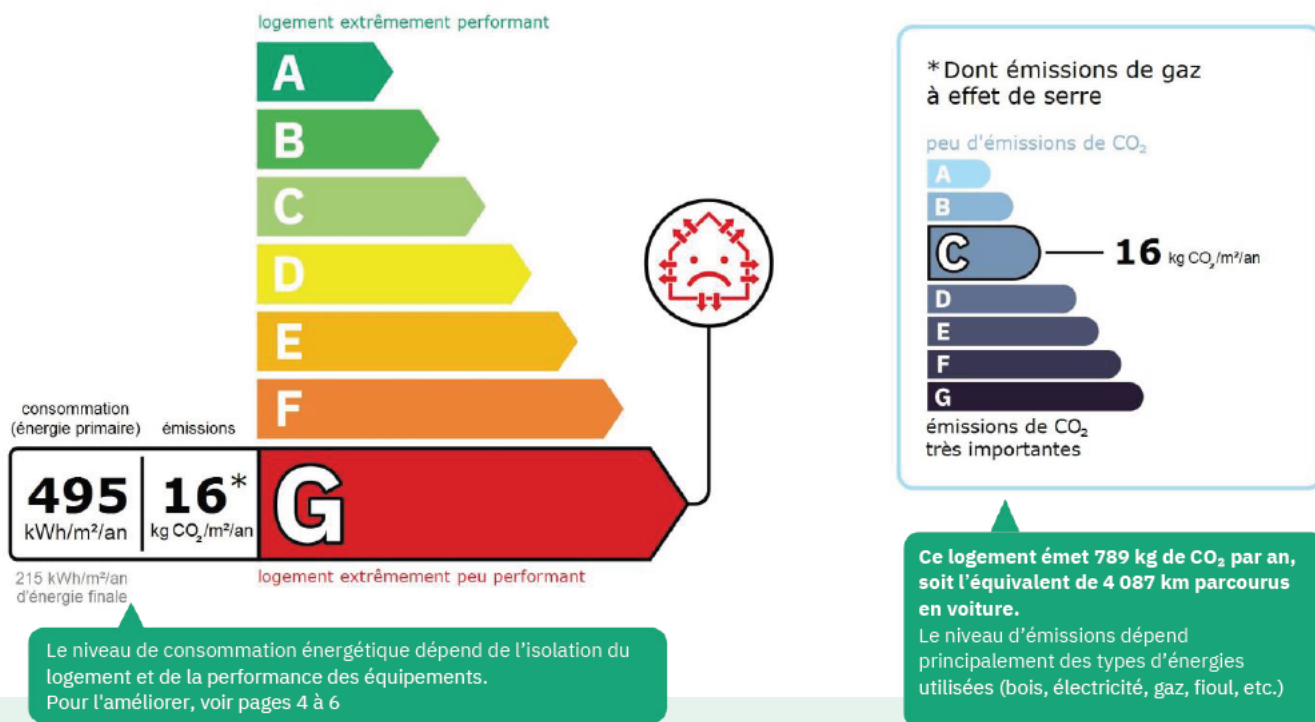 logement extrêmement performant
A
B
C
D
E
F
consommation
(énergie primaire)
émissions
495
kWh/m²/an
16*
kg CO₂/m²/an
G
215 kWh/m²/an
d'énergie finale
logement extrêmement peu performant
Le niveau de consommation énergétique dépend de l'isolation du
logement et de la performance des équipements.
Pour l'améliorer, voir pages 4 à 6
*Dont émissions de gaz
à effet de serre
peu d'émissions de CO₂
A
B
C
16 kg CO₂/m²/an
D
E
F
G
émissions de CO₂
très importantes
Ce logement émet 789 kg de CO₂ par an,
soit l'équivalent de 4 087 km parcourus
en voiture.
Le niveau d'émissions dépend
principalement des types d'énergies
utilisées (bois, électricité, gaz, fioul, etc.)